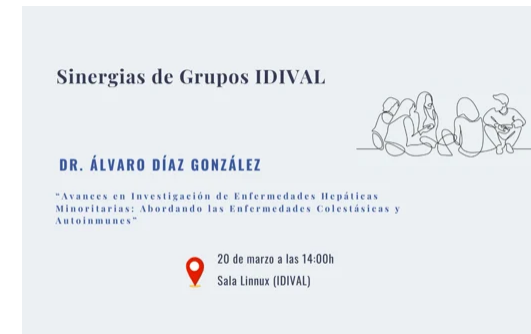 Sinergias de Grupos IDIVAL
DR. ÁLVARO DÍAZ GONZÁLEZ
"Avances en Investigación de Enfermedades Hepáticas
Minoritarias: Abordando las Enfermedades Colestásicas y
Autoinmunes"
20 de marzo a las 14:00h
Sala Linnux (IDIVAL)